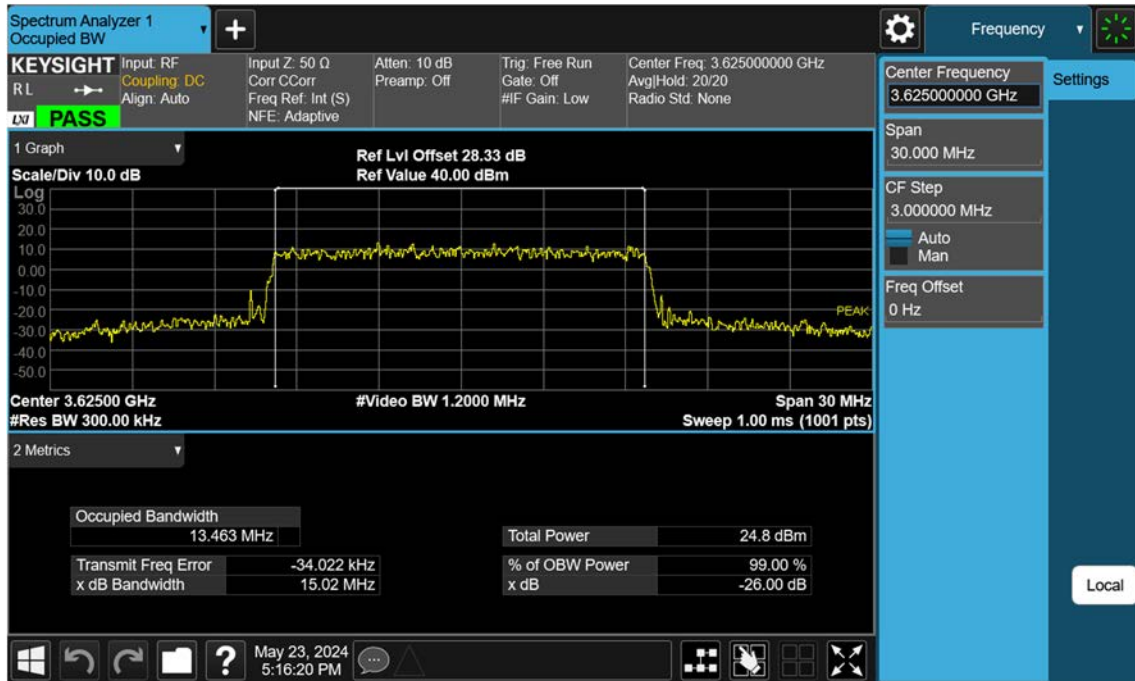 Spectrum Analyzer 1
Occupied BW
+
Frequency
KEYSIGHT
R L
LXI PASS
Input: RF
Coupling: DC
Align: Auto
Input Z: 50 Ω
Corr CCorr
Freq Ref: Int (S)
NFE: Adaptive
Atten: 10 dB
Preamp: Off
Trig: Free Run
Gate: Off
#IF Gain: Low
Center Freq: 3.625000000 GHz
Avg|Hold: 20/20
Radio Std: None
1 Graph
Scale/Div 10.0 dB
Ref Lvl Offset 28.33 dB
Ref Value 40.00 dBm
Log
30.0
20.0
10.0
0.00
-10.0
-20.0
-30.0
-40.0
-50.0
PEAK
Center 3.62500 GHz
#Video BW 1.2000 MHz
Span 30 MHz
#Res BW 300.00 kHz
Sweep 1.00 ms (1001 pts)
2 Metrics
Occupied Bandwidth
13.463 MHz
Transmit Freq Error -34.022 kHz
x dB Bandwidth 15.02 MHz
Total Power 24.8 dBm
% of OBW Power 99.00 %
x dB -26.00 dB
Center Frequency
3.625000000 GHz
Span
30.000 MHz
CF Step
3.000000 MHz
Auto
Man
Freq Offset
0 Hz
Settings
Local
?
May 23, 2024
5:16:20 PM